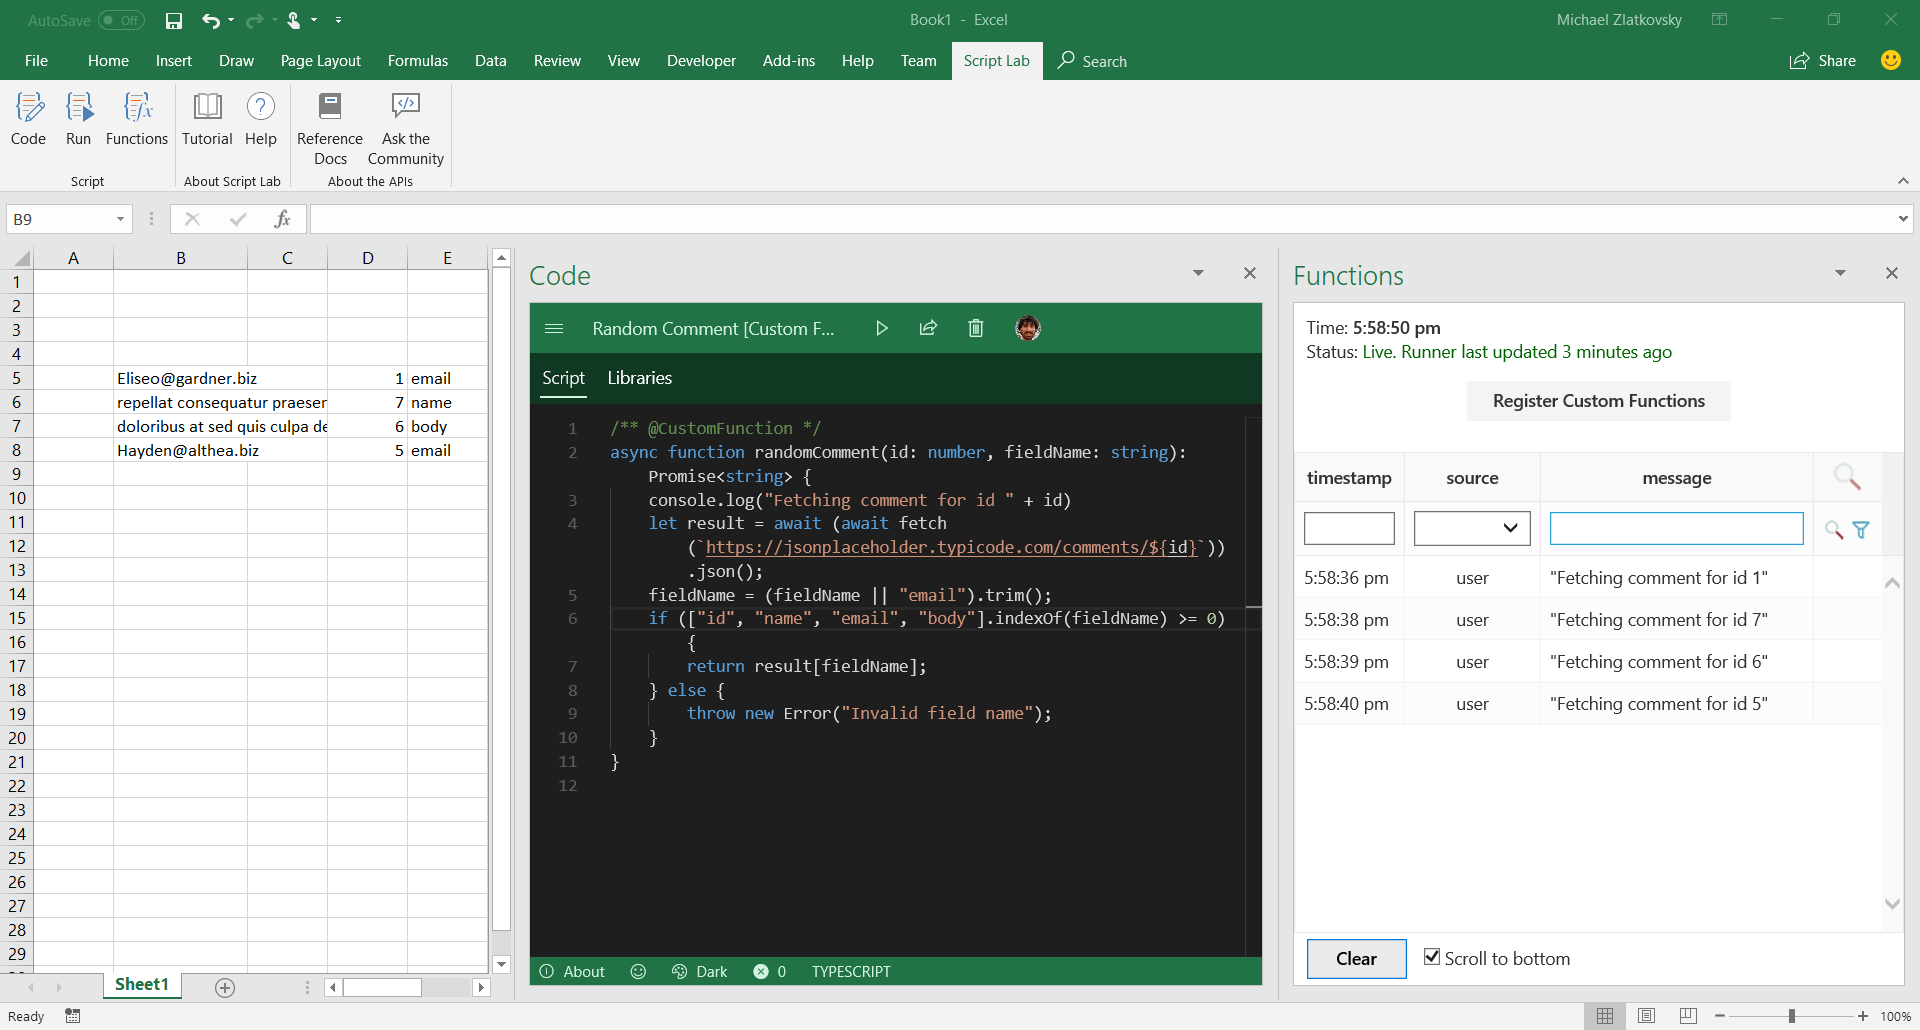 AutoSave Off
Book1 - Excel
Michael Zlatkovsky
File Home Insert Draw Page Layout Formulas Data Review View Developer Add-ins Help Team Script Lab Search Share
Code Run Functions Tutorial Help Reference Docs Ask the Community
Script About Script Lab About the APIs
B9 fx
A B C D E
1
2
3
4
5 Eliseo@gardner.biz 1 email
6 repellat consequatur praeser 7 name
7 doloribus at sed quis culpa de 6 body
8 Hayden@althea.biz 5 email
9
10
11
12
13
14
15
16
17
18
19
20
21
22
23
24
25
26
27
28
29
Sheet1
Code
Random Comment [Custom F...
Script Libraries
1 /** @CustomFunction */
2 async function randomComment(id: number, fieldName: string):
Promise<string> {
3 console.log("Fetching comment for id " + id)
4 let result = await (await fetch
(`https://jsonplaceholder.typicode.com/comments/${id}`))
.json();
5 fieldName = (fieldName || "email").trim();
6 if (["id", "name", "email", "body"].indexOf(fieldName) >= 0)
{
7 return result[fieldName];
8 } else {
9 throw new Error("Invalid field name");
10 }
11 }
12
About Dark 0 TYPESCRIPT
Functions
Time: 5:58:50 pm
Status: Live. Runner last updated 3 minutes ago
Register Custom Functions
timestamp source message
5:58:36 pm user "Fetching comment for id 1"
5:58:38 pm user "Fetching comment for id 7"
5:58:39 pm user "Fetching comment for id 6"
5:58:40 pm user "Fetching comment for id 5"
Clear Scroll to bottom
Ready 100%